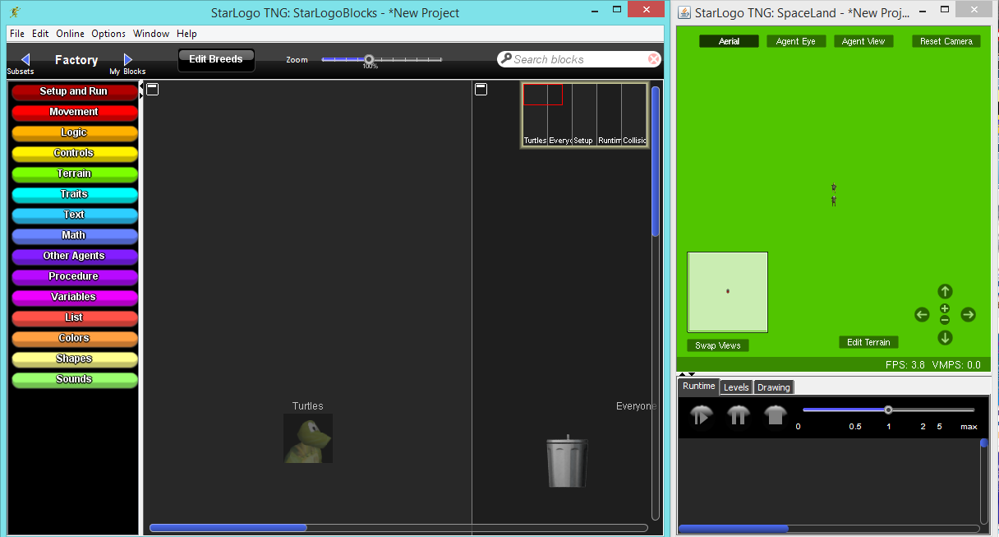 StarLogo TNG: StarLogoBlocks - *New Project
File Edit Online Options Window Help
Subsets
Factory
My Blocks
Edit Breeds
Zoom
100%
Search blocks
Setup and Run
Movement
Logic
Controls
Terrain
Traits
Text
Math
Other Agents
Procedure
Variables
List
Colors
Shapes
Sounds
Turtles Everyo Setup Runtim Collisio
Turtles
Everyone
StarLogo TNG: SpaceLand - *New Proj...
Aerial Agent Eye Agent View Reset Camera
Swap Views
Edit Terrain
FPS: 3.8 VMPS: 0.0
Runtime Levels Drawing
0 0.5 1 2 5 max